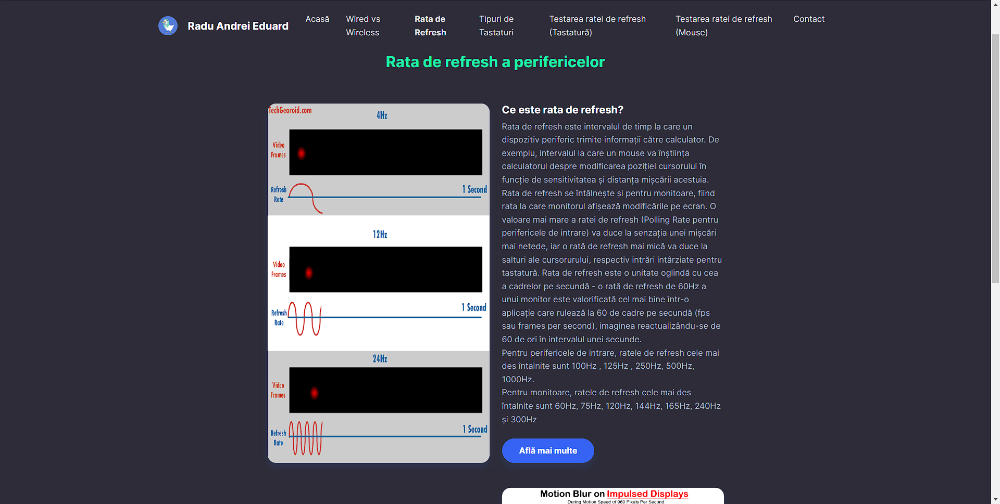 Radu Andrei Eduard
Acasă
Wired vs
Wireless
Rata de
Refresh
Tipuri de
Tastaturi
Testarea ratei de refresh
(Tastatură)
Testarea ratei de refresh
(Mouse)
Contact
Rata de refresh a perifericelor
TechGearoid.com
4Hz
Video
Frames
Refresh
Rate
1 Second
12Hz
Video
Frames
Refresh
Rate
1 Second
24Hz
Video
Frames
Refresh
Rate
1 Second
Ce este rata de refresh?
Rata de refresh este intervalul de timp la care un
dispozitiv periferic trimite informații către calculator. De
exemplu, intervalul la care un mouse va înștiința
calculatorul despre modificarea poziției cursorului în
funcție de sensitivitatea și distanța mișcării acestuia.
Rata de refresh se întâlnește și pentru monitoare, fiind
rata la care monitorul afișează modificările pe ecran. O
valoare mai mare a ratei de refresh (Polling Rate pentru
perifericele de intrare) va duce la senzația unei mișcări
mai netede, iar o rată de refresh mai mică va duce la
salturi ale cursorurului, respectiv intrări intârziate pentru
tastatură. Rata de refresh este o unitate oglindă cu cea
a cadrelor pe secundă - o rată de refresh de 60Hz a
unui monitor este valorificată cel mai bine într-o
aplicație care rulează la 60 de cadre pe secundă (fps
sau frames per second), imaginea reactualizându-se de
60 de ori în intervalul unei secunde.
Pentru perifericele de intrare, ratele de refresh cele mai
des întalnite sunt 100Hz , 125Hz , 250Hz, 500Hz,
1000Hz.
Pentru monitoare, ratele de refresh cele mai des
întalnite sunt 60Hz, 75Hz, 120Hz, 144Hz, 165Hz, 240Hz
și 300Hz
Află mai multe
Motion Blur on Impulsed Displays
During Motion Speed of 960 Pixels Per Second